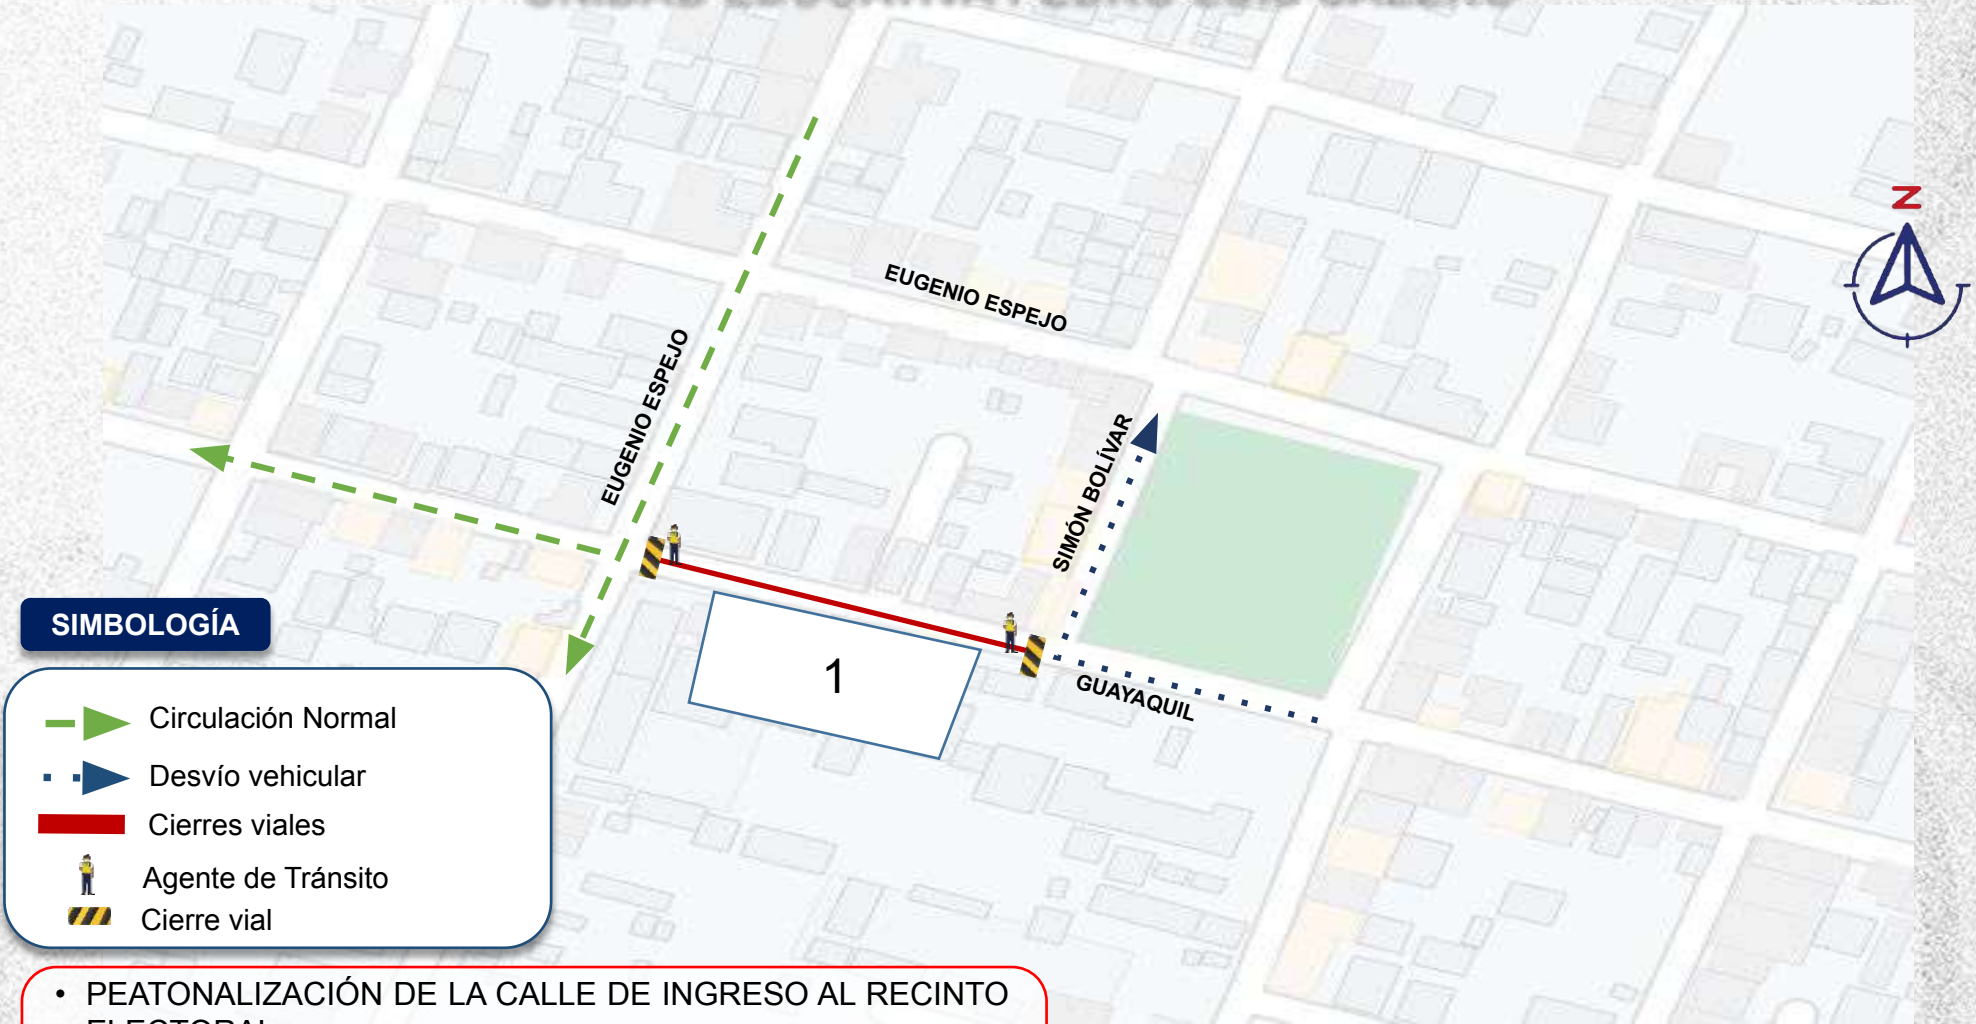 EUGENIO ESPEJO
EUGENIO ESPEJO
SIMÓN BOLÍVAR
GUAYAQUIL
1
N
SIMBOLOGÍA
Circulación Normal
Desvío vehicular
Cierres viales
Agente de Tránsito
Cierre vial
• PEATONALIZACIÓN DE LA CALLE DE INGRESO AL RECINTO